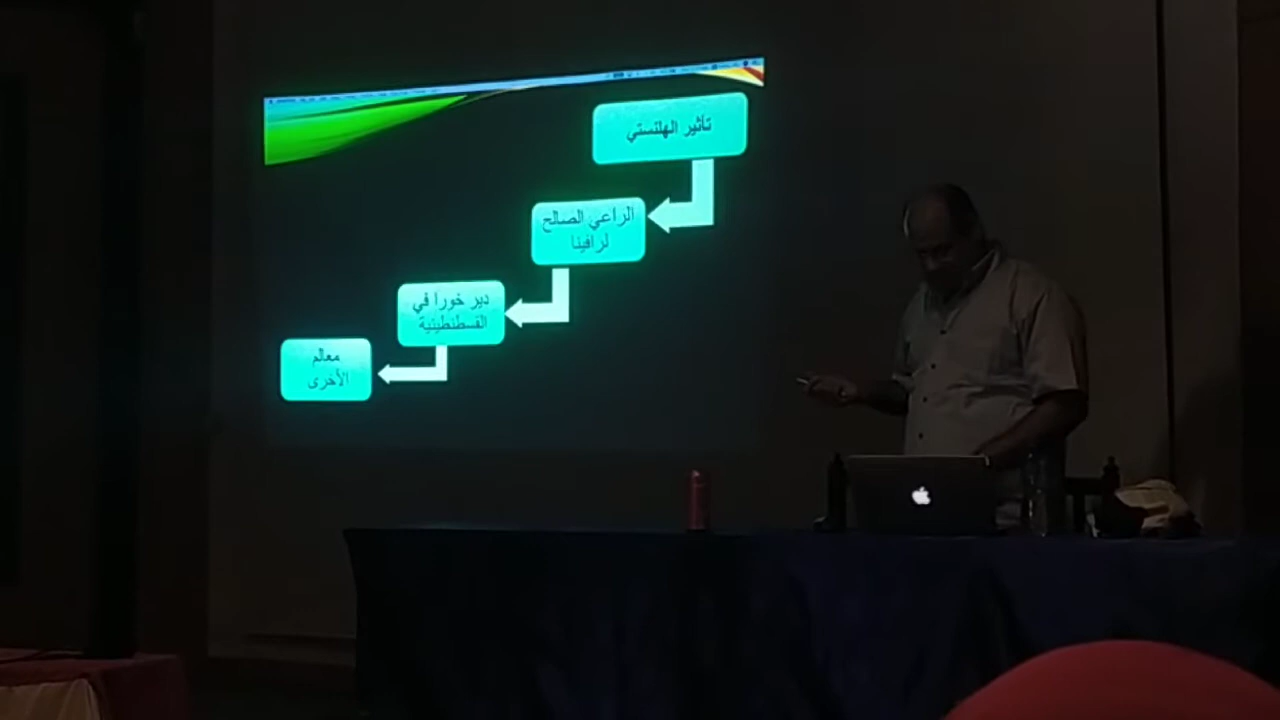 تأثير الهلنستي
الراعي الصالح
لرافينا
دير خورا في
القسطنطينية
معالم
الأخرى